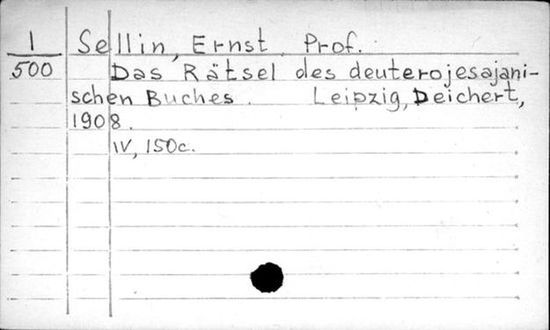 1 Sellin, Ernst Prof.
500 Das Rätsel des deuterojesajani-
schen Buches. Leipzig, Deichert,
1908.
IV, 150c.